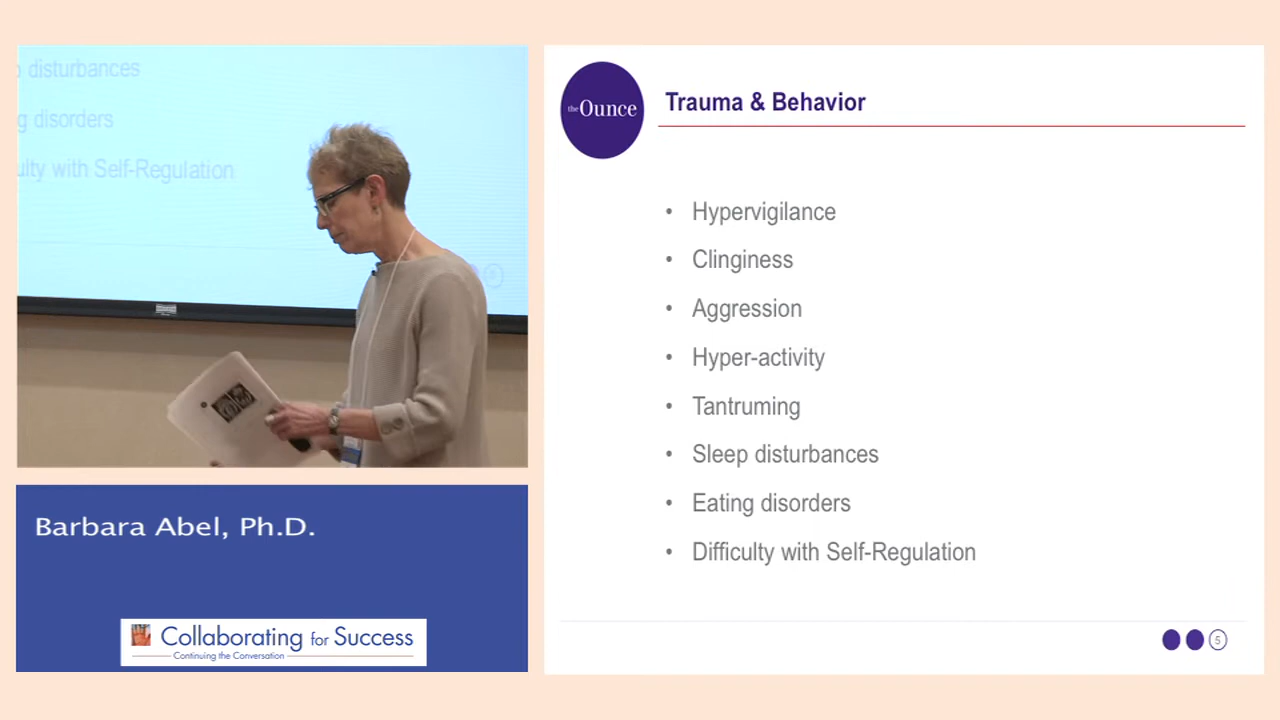 disturbances
disorders
with Self-Regulation
Barbara Abel, Ph.D.
Collaborating for Success
Continuing the Conversation
the Ounce
Trauma & Behavior
• Hypervigilance
• Clinginess
• Aggression
• Hyper-activity
• Tantruming
• Sleep disturbances
• Eating disorders
• Difficulty with Self-Regulation
5